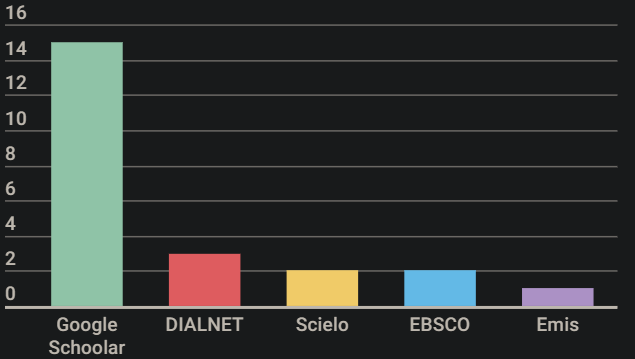 16
14
12
10
8
6
4
2
0
Google
Schoolar
DIALNET
Scielo
EBSCO
Emis